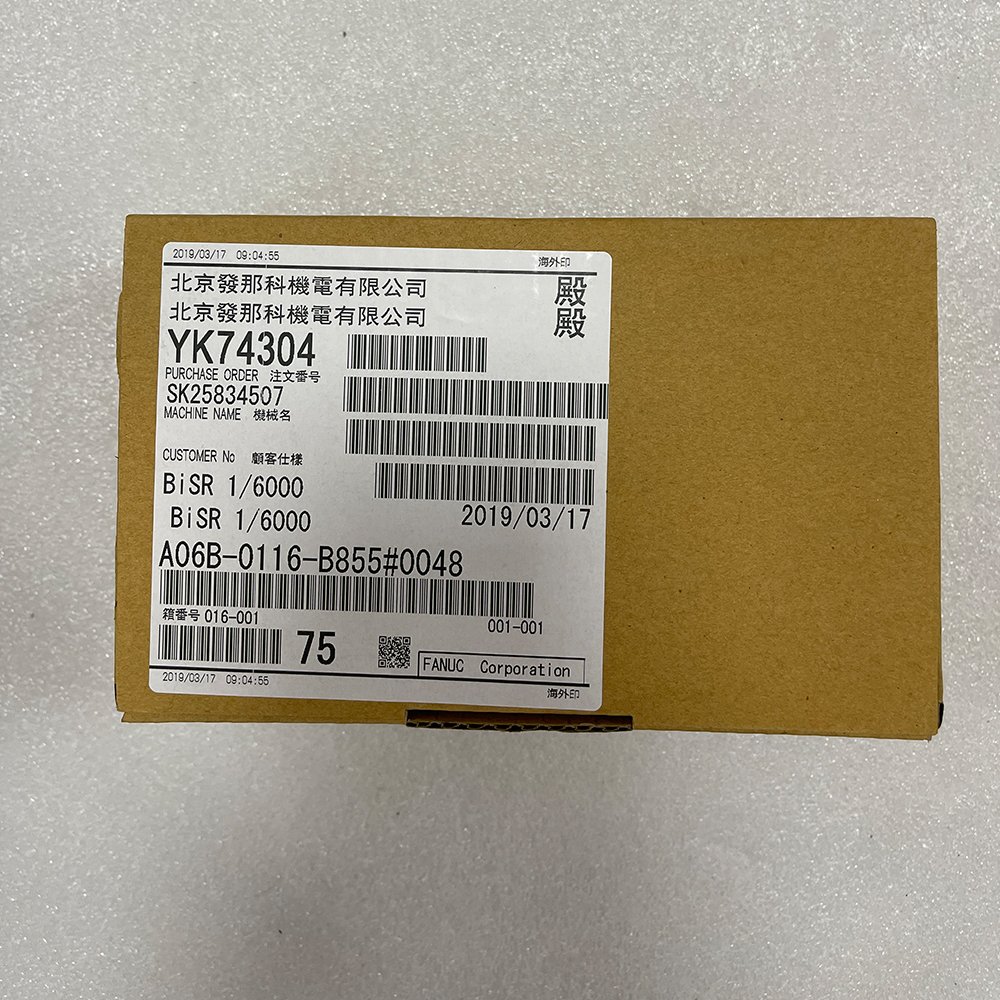 2019/03/17 09:04:55 海外印
北京發那科機電有限公司 殿
北京發那科機電有限公司 殿
YK74304
PURCHASE ORDER 注文番号
SK25834507
MACHINE NAME 機械名
CUSTOMER No 顧客仕様
BiSR 1/6000
BiSR 1/6000 2019/03/17
A06B-0116-B855#0048
箱番号 016-001 001-001
75
FANUC Corporation
2019/03/17 09:04:55 海外印